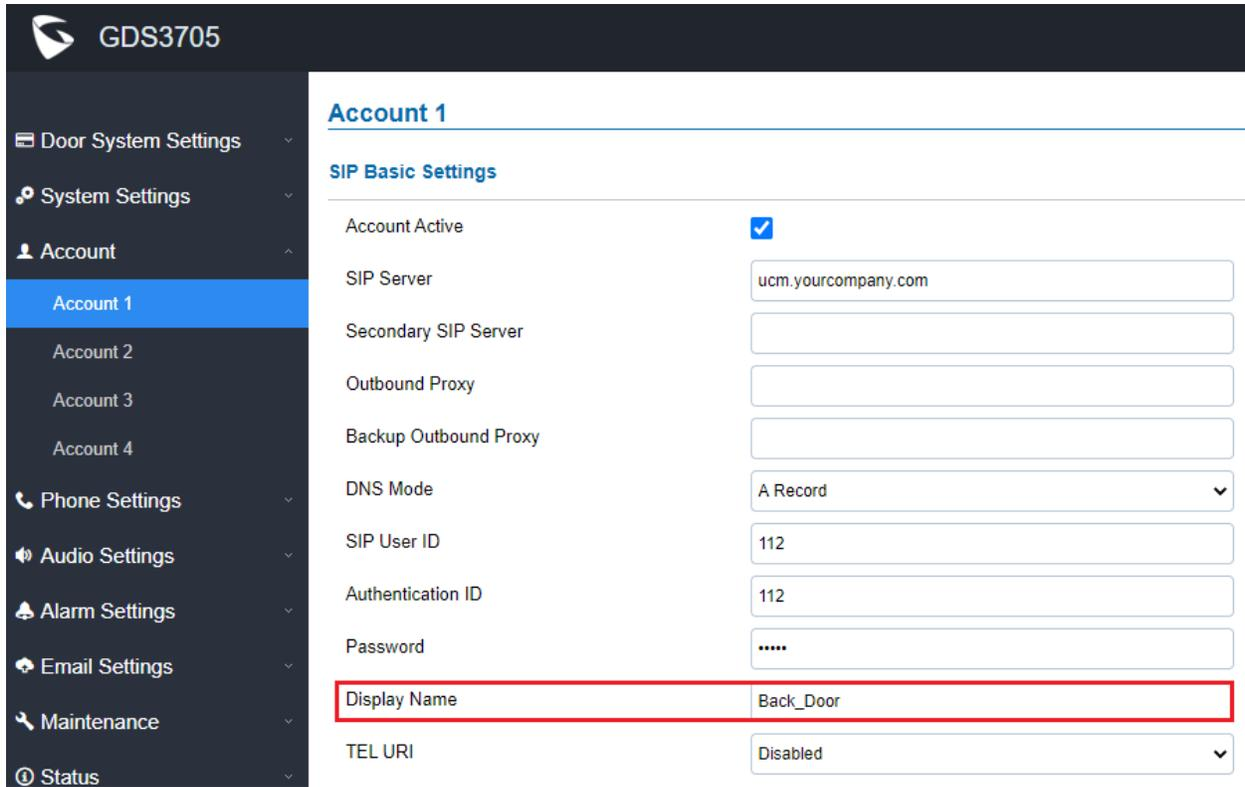 GDS3705
Door System Settings
System Settings
Account
Account 1
Account 2
Account 3
Account 4
Phone Settings
Audio Settings
Alarm Settings
Email Settings
Maintenance
Status
Account 1
SIP Basic Settings
Account Active
SIP Server ucm.yourcompany.com
Secondary SIP Server
Outbound Proxy
Backup Outbound Proxy
DNS Mode A Record
SIP User ID 112
Authentication ID 112
Password •••••
Display Name Back_Door
TEL URI Disabled